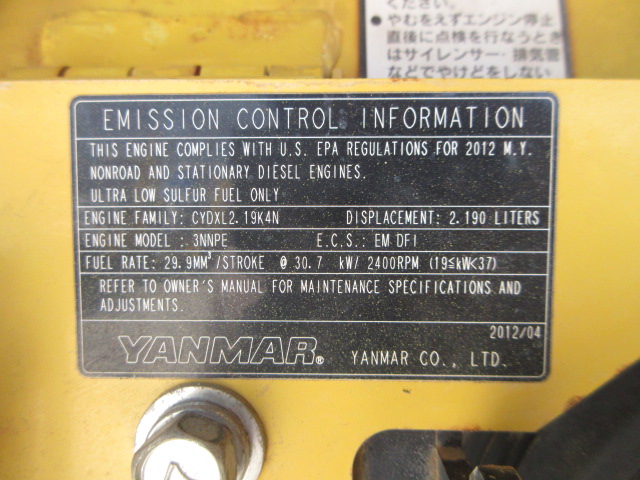 ください。
●やむをえずエンジン停止
直後に点検を行なうとき
はサイレンサー・排気管
などでやけどをしない
EMISSION CONTROL INFORMATION
THIS ENGINE COMPLIES WITH U.S. EPA REGULATIONS FOR 2012 M.Y.
NONROAD AND STATIONARY DIESEL ENGINES.
ULTRA LOW SULFUR FUEL ONLY
ENGINE FAMILY: CYDXL2.19K4N DISPLACEMENT: 2.190 LITERS
ENGINE MODEL : 3NNPE E.C.S.: EM DFI
FUEL RATE: 29.9MM³/STROKE @ 30.7 kW/ 2400RPM (19≦kW<37)
REFER TO OWNER'S MANUAL FOR MAINTENANCE SPECIFICATIONS AND
ADJUSTMENTS.
2012/04
YANMAR® YANMAR CO., LTD.